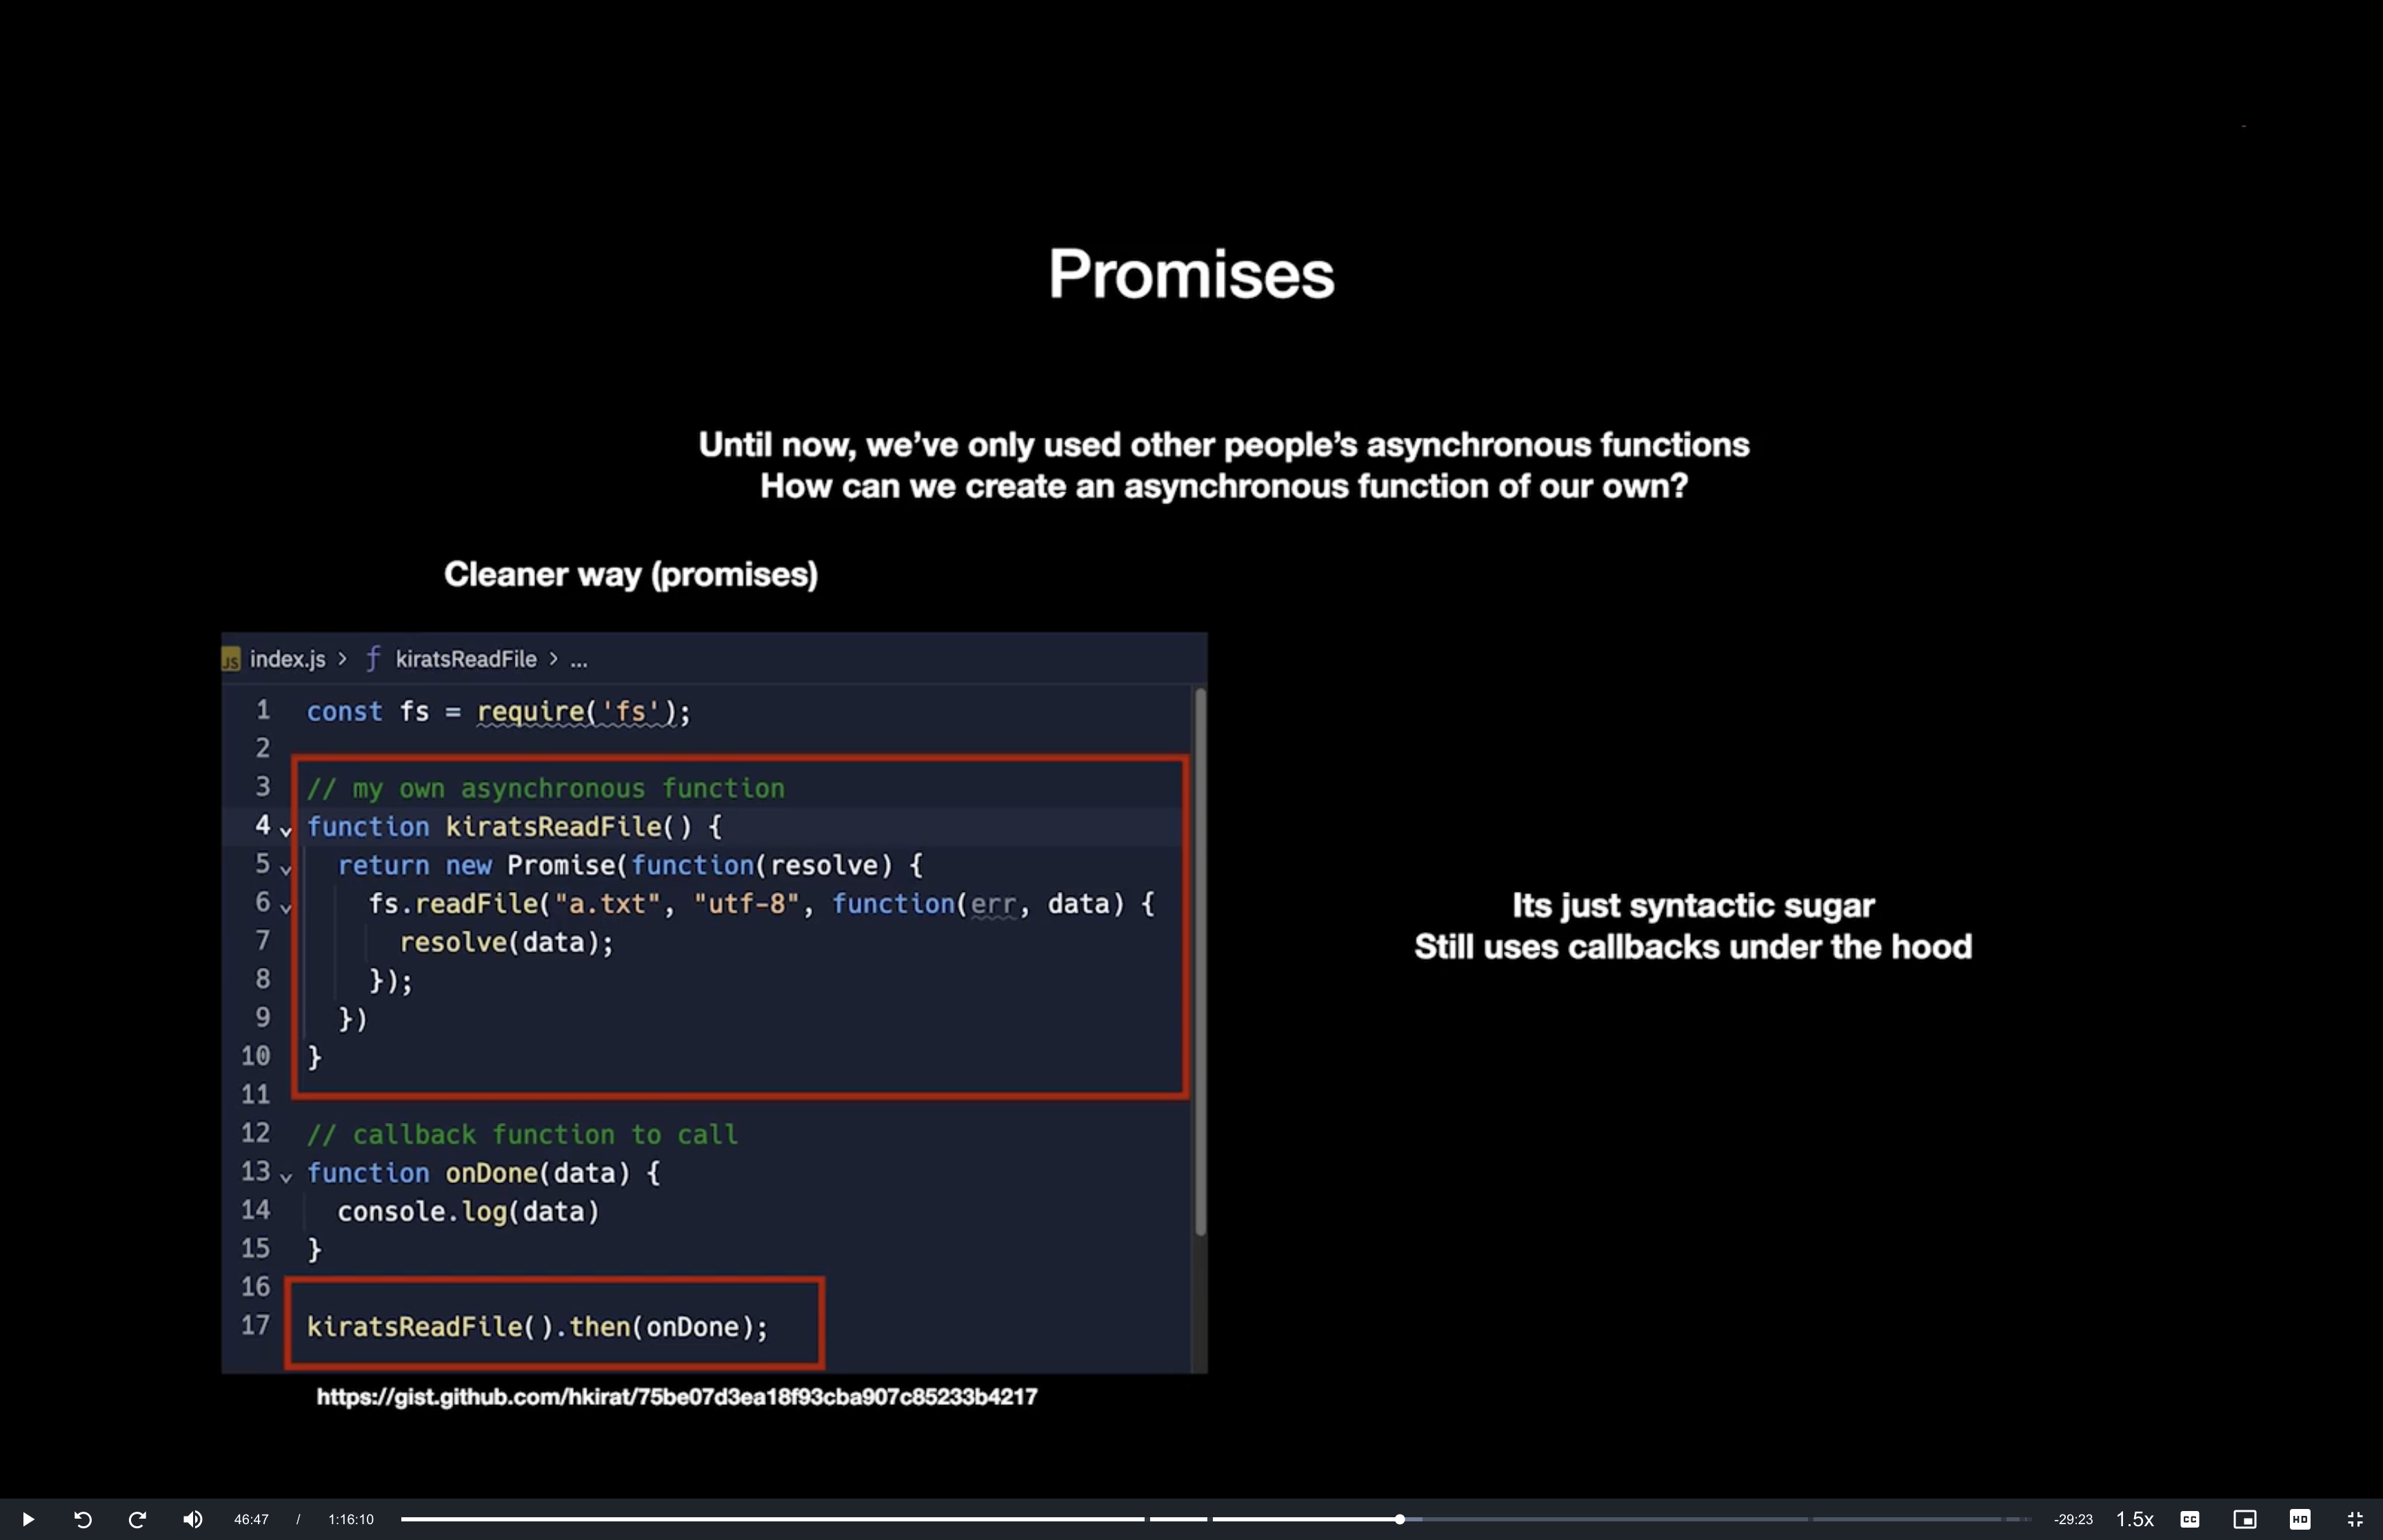 Promises
Until now, we’ve only used other people’s asynchronous functions
How can we create an asynchronous function of our own?
Cleaner way (promises)
JS index.js > ƒ kiratsReadFile > ...
1 const fs = require('fs');
2
3 // my own asynchronous function
4 function kiratsReadFile() {
5   return new Promise(function(resolve) {
6     fs.readFile("a.txt", "utf-8", function(err, data) {
7       resolve(data);
8     });
9   })
10 }
11
12 // callback function to call
13 function onDone(data) {
14   console.log(data)
15 }
16
17 kiratsReadFile().then(onDone);
Its just syntactic sugar
Still uses callbacks under the hood
https://gist.github.com/hkirat/75be07d3ea18f93cba907c85233b4217
46:47 / 1:16:10 -29:23 1.5x CC HD